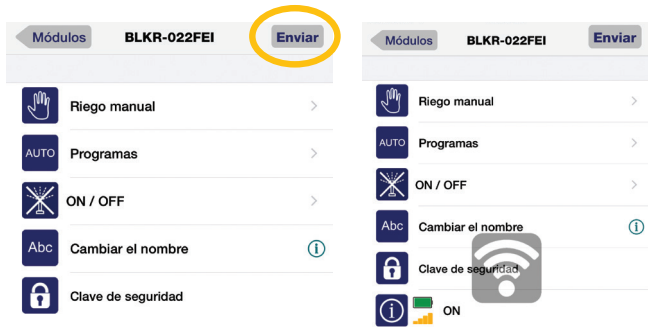 Módulos BLKR-022FEI Enviar
Riego manual
AUTO Programas
ON / OFF
Abc Cambiar el nombre
Clave de seguridad
Módulos BLKR-022FEI Enviar
Riego manual
AUTO Programas
ON / OFF
Abc Cambiar el nombre
Clave de seguridad
ON